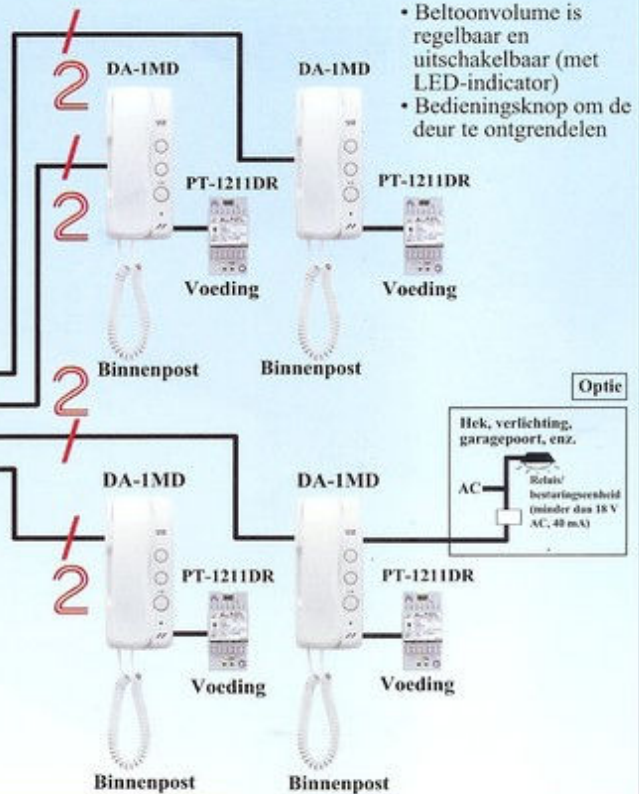 • Beltoonvolume is
regelbaar en
uitschakelbaar (met
LED-indicator)
• Bedieningsknop om de
deur te ontgrendelen
2
DA-1MD
DA-1MD
2
PT-1211DR
PT-1211DR
Voeding
Voeding
Binnenpost
Binnenpost
2
Optie
Hek, verlichting,
garagepoort, enz.
AC
Relais/
besturingseenheid
(minder dan 18 V
AC, 40 mA)
DA-1MD
DA-1MD
2
PT-1211DR
PT-1211DR
Voeding
Voeding
Binnenpost
Binnenpost